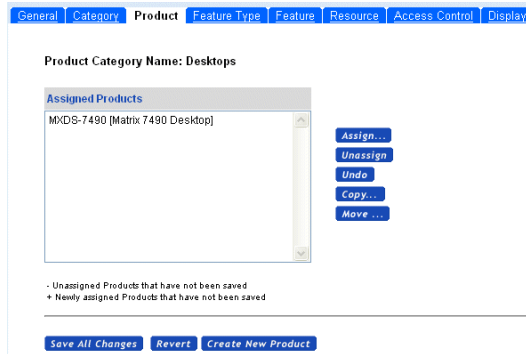 General Category Product Feature Type Feature Resource Access Control Display
Product Category Name: Desktops
Assigned Products
MXDS-7490 [Matrix 7490 Desktop]
Assign...
Unassign
Undo
Copy...
Move ...
- Unassigned Products that have not been saved
+ Newly assigned Products that have not been saved
Save All Changes Revert Create New Product